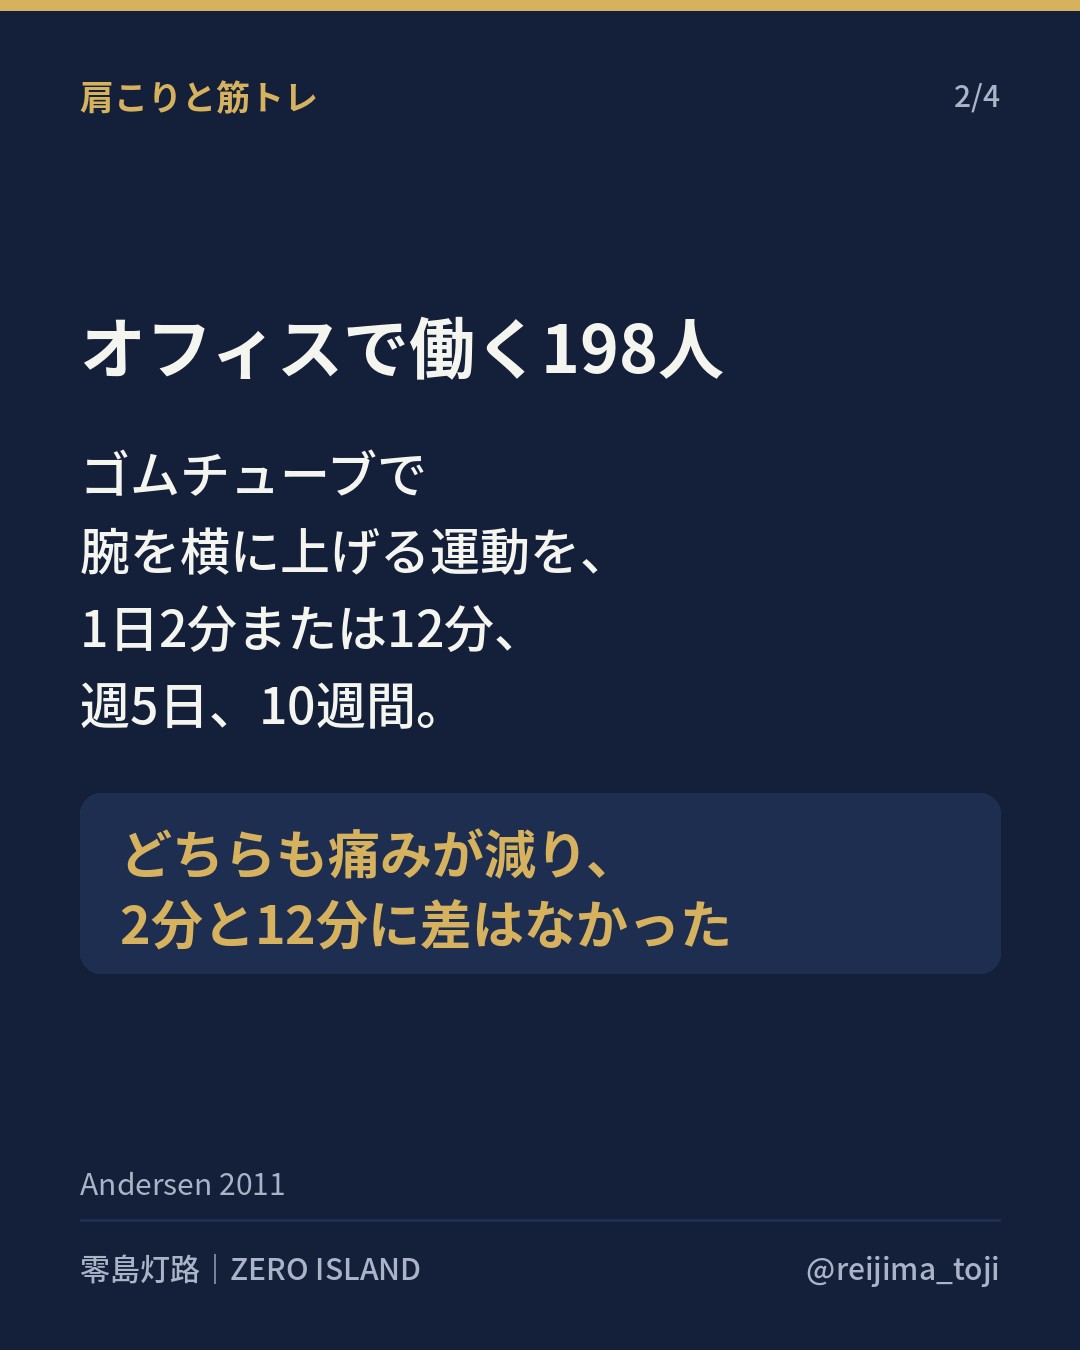 肩こりと筋トレ
2/4
オフィスで働く198人
ゴムチューブで
腕を横に上げる運動を、
1日2分または12分、
週5日、10週間。
どちらも痛みが減り、
2分と12分に差はなかった
Andersen 2011
零島灯路｜ZERO ISLAND
@reijima_toji